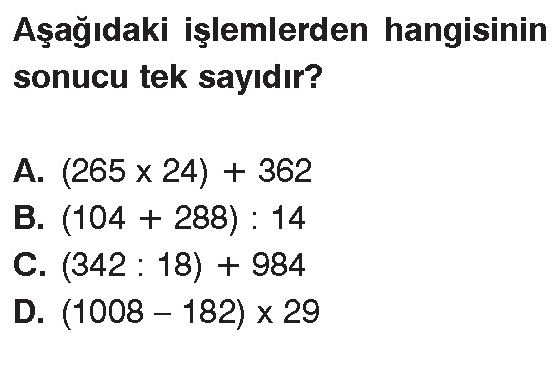 Aşağıdaki işlemlerden hangisinin
sonucu tek sayıdır?
A. (265 x 24) + 362
B. (104 + 288) : 14
C. (342 : 18) + 984
D. (1008 – 182) x 29